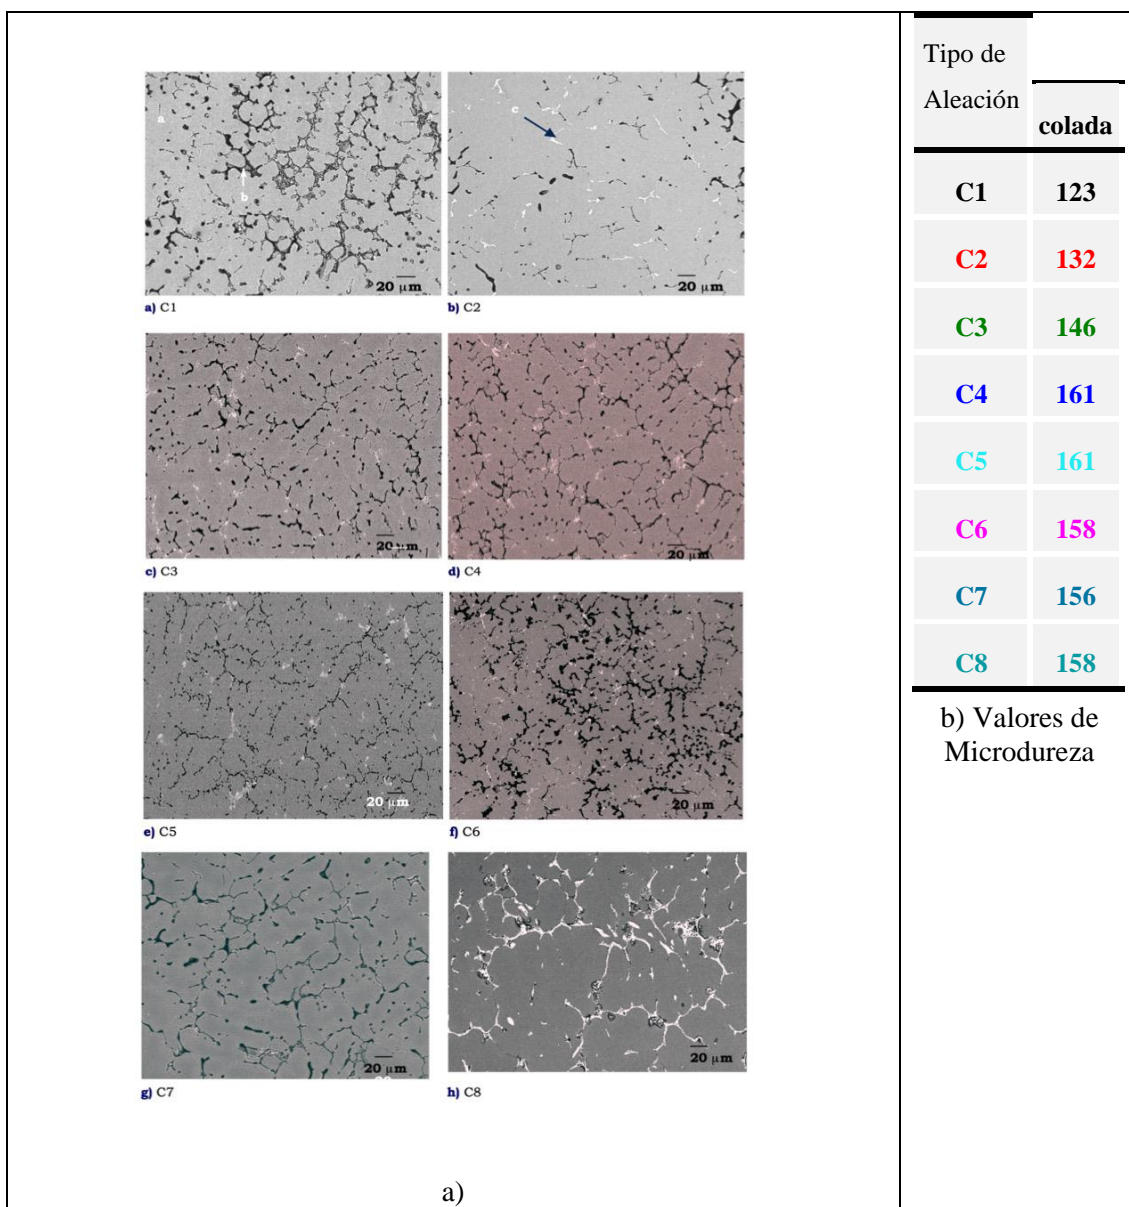 a
b
20 µm
a) C1
c
20 µm
b) C2
20 µm
c) C3
20 µm
d) C4
20 µm
e) C5
20 µm
f) C6
20 µm
g) C7
20 µm
h) C8
a)
Tipo de
Aleación
colada
C1 123
C2 132
C3 146
C4 161
C5 161
C6 158
C7 156
C8 158
b) Valores de
Microdureza